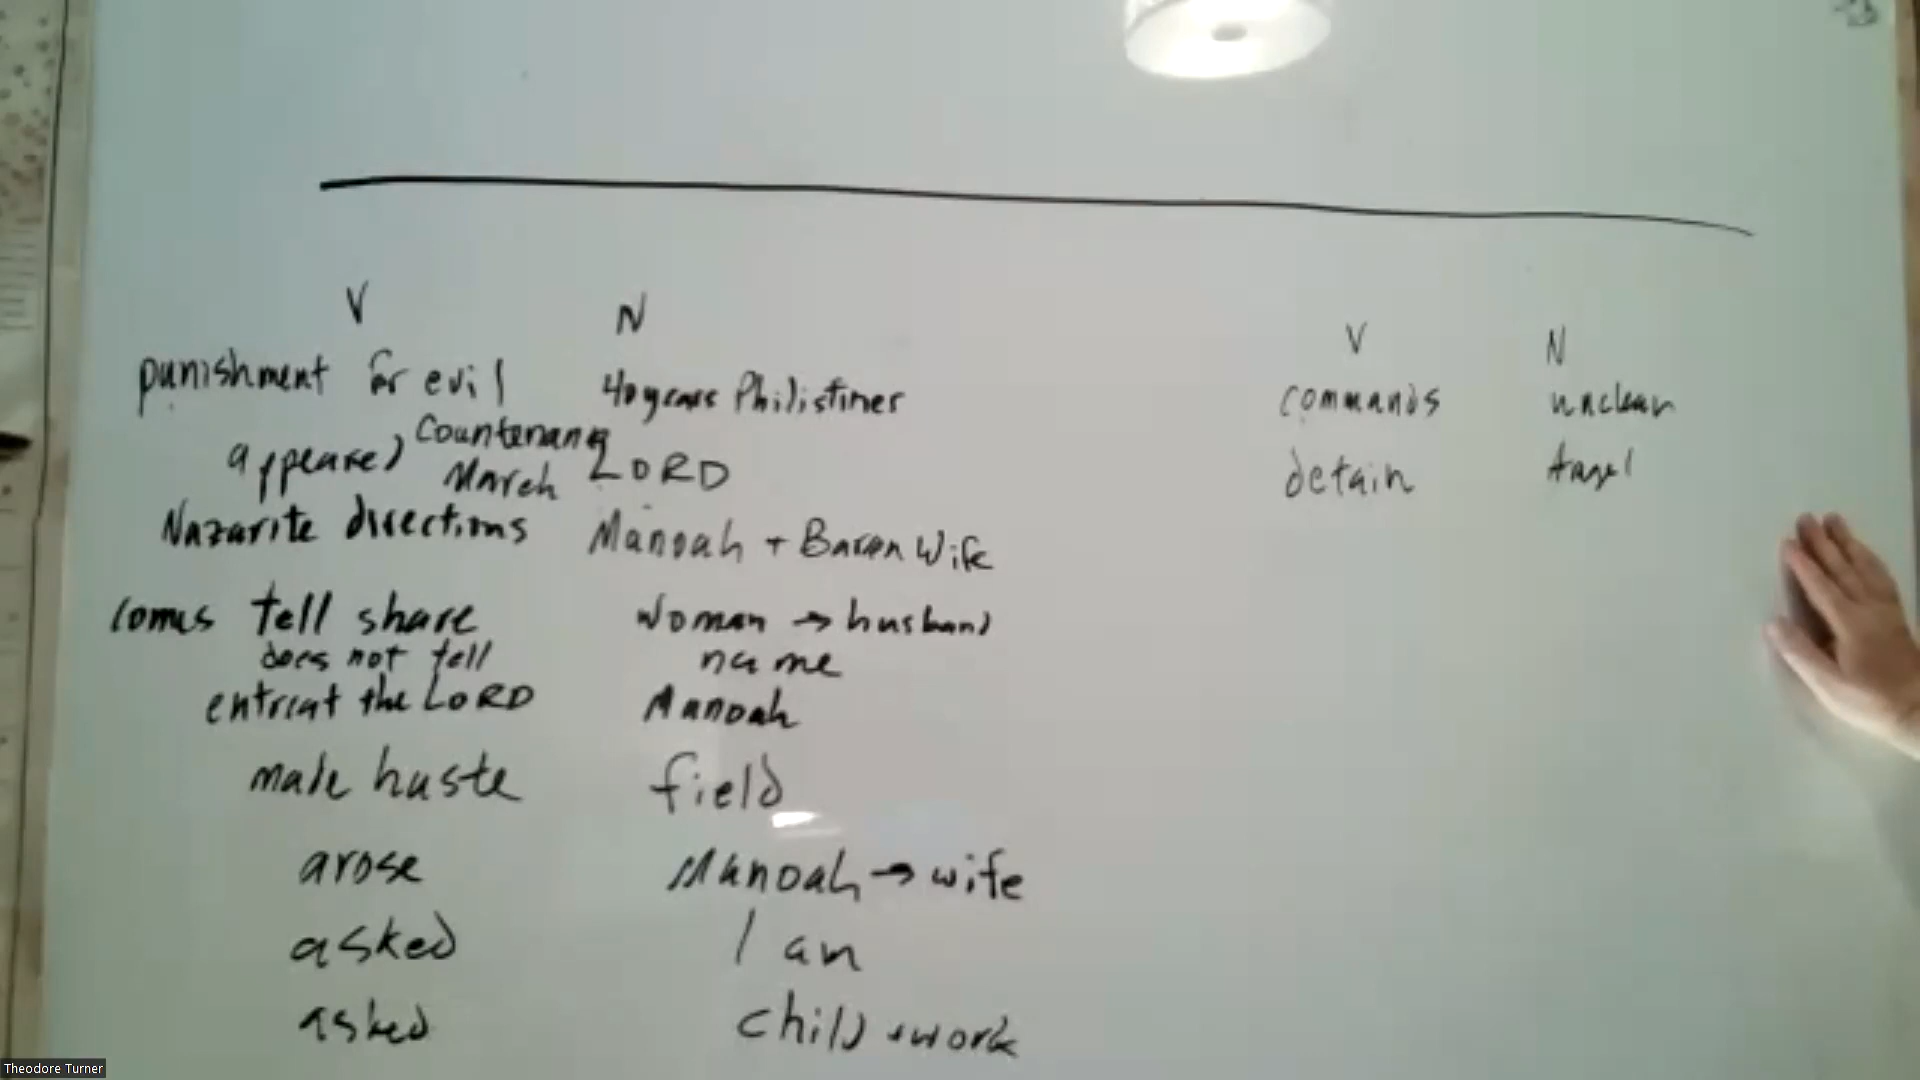 V N
punishment for evil 40 years Philistines
appeared Countenance LORD
March
Nazarite directions Manoah + Baren Wife
comes tell share woman → husband
does not tell name
entreat the LORD Manoah
made haste field
arose Manoah → wife
asked I am
asked child + work
V N
commands unclean
detain Angel
Theodore Turner